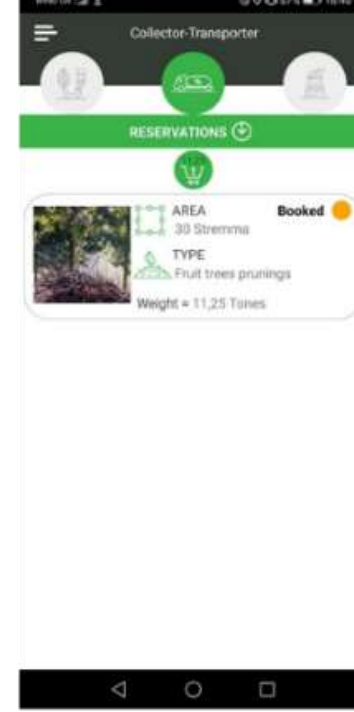 Collector-Transporter
RESERVATIONS
AREA
Booked
30 Stremma
TYPE
Fruit trees prunings
Weight = 11,25 Tones